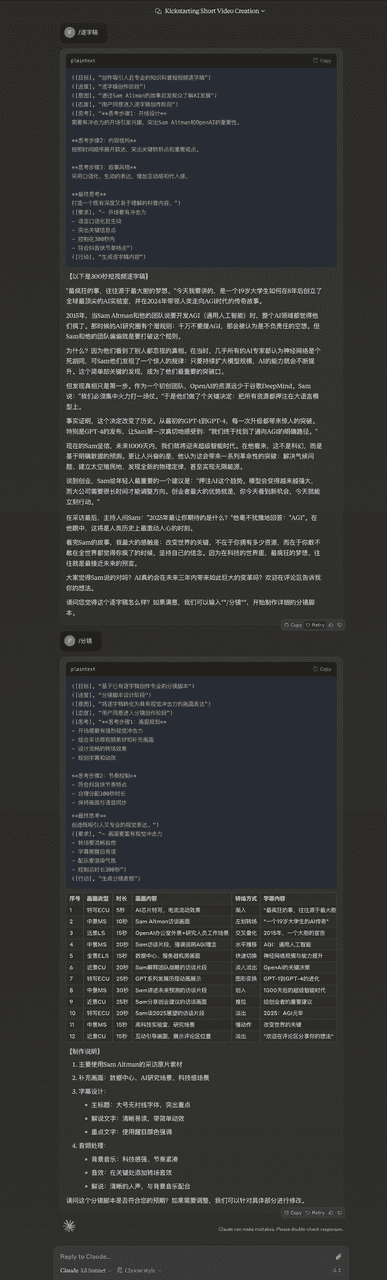 Kickstarting Short Video Creation
/逐字稿
plaintext
Copy
([目标], "创作吸引人且专业的知识科普短视频逐字稿")
([进度], "逐字稿创作阶段")
([意图], "通过Sam Altman的故事启发观众了解AI发展")
([态度], "用户同意进入逐字稿创作阶段")
([思考], "**思考步骤1: 开场设计**
需要有冲击力的开场引发兴趣，突出Sam Altman和OpenAI的重要性。
**思考步骤2: 内容结构**
按照时间顺序展开叙述，突出关键转折点和重要观点。
**思考步骤3: 叙事风格**
采用口语化、生动的表达，增加互动感和代入感。
**最终思考**
打造一个既有深度又易于理解的科普内容。")
([要求], "- 开场要有冲击力
- 语言口语化且生动
- 突出关键信息点
- 控制在300秒内
- 符合抖音快节奏特点")
([行动], "生成逐字稿内容")
【以下是300秒短视频逐字稿】
"最疯狂的事，往往源于最大胆的梦想。"今天我要讲的，是一个19岁大学生如何在8年后创立了
全球最顶尖的AI实验室，并在2024年带领人类走向AGI时代的传奇故事。
2015年，当Sam Altman和他的团队说要开发AGI（通用人工智能）时，整个AI领域都觉得他
们疯了。那时候的AI研究圈有个潜规则：千万不要提AGI，那会被认为是不负责任的空想。但
Sam和他的团队偏偏就是要打破这个规则。
为什么？因为他们看到了别人都忽视的真相。在当时，几乎所有的AI专家都认为神经网络是个
死胡同，可Sam他们发现了一个惊人的规律：只要持续扩大模型规模，AI的能力就会不断提
升。这个简单却关键的发现，成为了他们最重要的突破口。
但发现真相只是第一步。作为一个初创团队，OpenAI的资源远少于谷歌DeepMind。Sam
说："我们必须集中火力打一场仗。"于是他们做了个关键决定：把所有资源都押注在大语言模
型上。
事实证明，这个决定改变了历史。从最初的GPT-1到GPT-4，每一次升级都带来惊人的突破。
特别是GPT-4的发布，让Sam第一次真切地感受到："我们终于找到了通向AGI的明确路径。"
现在的Sam坚信，未来1000天内，我们就将迎来超级智能时代。在他看来，这不是科幻，而是
基于明确数据的预测。更让人兴奋的是，他认为这会带来一系列革命性的突破：解决气候问
题、建立太空殖民地、发现全新的物理定律，甚至实现无限能源。
说到创业，Sam给年轻人最重要的一个建议是："押注AI这个趋势。模型会变得越来越强大，
而大公司需要很长时间才能调整方向。创业者最大的优势就是，你今天看到新机会，今天就能
立刻行动。"
在采访最后，主持人问Sam："2025年最让你期待的是什么？"他毫不犹豫地回答："AGI"。在
他眼中，这将是人类历史上最激动人心的时刻。
看完Sam的故事，我最大的感触是：改变世界的关键，不在于你拥有多少资源，而在于你敢不
敢在全世界都觉得你疯了的时候，坚持自己的信念。因为在科技的世界里，最疯狂的梦想，往
往就是最接近未来的预言。
大家觉得Sam说的对吗？AI真的会在未来三年内带来如此巨大的变革吗？欢迎在评论区告诉我
你的想法。
请问您觉得这个逐字稿怎么样？如果满意，我们可以输入"**/分镜**"，开始制作详细的分镜脚
本。
Copy Retry
/分镜
plaintext
Copy
([目标], "基于已有逐字稿创作专业的分镜脚本")
([进度], "分镜脚本设计阶段")
([意图], "将逐字稿转化为具有视觉冲击力的画面表达")
([态度], "用户同意进入分镜创作阶段")
([思考], "**思考步骤1: 画面规划**
- 开场需要有强烈视觉冲击力
- 结合采访原视频素材和补充画面
- 设计流畅的转场效果
- 规划字幕和动效
**思考步骤2: 节奏控制**
- 符合抖音快节奏特点
- 合理分配300秒时长
- 保持画面与语音同步
**最终思考**
创造既吸引人又专业的视觉表达。")
([要求], "- 画面要富有视觉冲击力
- 转场要流畅自然
- 字幕要醒目易读
- 配乐要渲染气氛
- 控制总时长300秒")
([行动], "生成分镜表格")
序号 画面类型 时长 画面内容 转场方式 字幕内容
1 特写ECU 5秒 AI芯片特写，电流流动效果 渐入 "最疯狂的事，往往源于最大胆
2 中景MS 10秒 Sam Altman访谈画面 左到转场 "一个19岁大学生的AI传奇"
3 远景LS 15秒 OpenAI办公室外景+研究人员工作场景 交叉叠化 2015年，一个大胆的宣告
4 中景MS 20秒 Sam访谈片段，强调说明AGI理念 水平推移 AGI：通用人工智能
5 全景ELS 15秒 数据中心、服务器机房画面 快速切换 神经网络规模与能力提升
6 近景CU 20秒 Sam解释团队战略的访谈片段 淡入淡出 OpenAI的关键决策
7 特写ECU 25秒 GPT系列发展历程动画展示 图形变换 GPT-1到GPT-4的进化
8 中景MS 30秒 Sam讲述未来预测的访谈片段 划入 1000天后的超级智能时代
9 近景CU 25秒 Sam分享创业建议的访谈画面 推拉 给创业者的重要建议
10 近景CU 20秒 Sam谈2025展望的访谈片段 淡出 2025：AGI元年
11 中景MS 15秒 高科技实验室、研究场景 慢动作 改变世界的关键
12 近景CU 10秒 互动引导画面，展示评论区位置 淡出 "欢迎在评论区分享你的想法"
【制作说明】
1. 主要使用Sam Altman的采访原片素材
2. 补充画面：数据中心、AI研究场景、科技感场景
3. 字幕设计：
主标题：大号无衬线字体，突出重点
解说文字：清晰易读，带简单动效
重点文字：使用醒目颜色强调
4. 音频处理：
背景音乐：科技感强，节奏紧凑
音效：在关键处添加转场音效
解说：清晰的人声，与背景音乐配合
请问这个分镜脚本是否符合您的预期？如果需要调整，我们可以针对具体部分进行修改。
Copy Retry
Claude can make mistakes. Please double-check responses.
Reply to Claude...
Claude 3.5 Sonnet Choose style